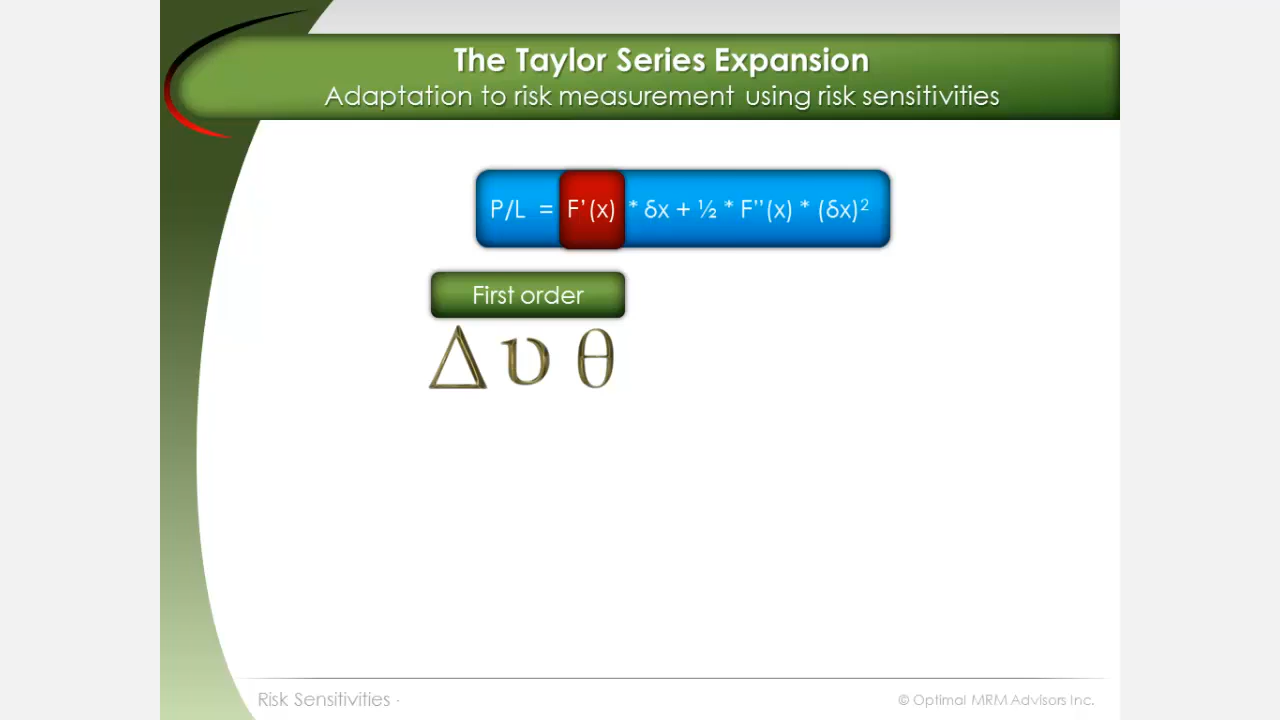 The Taylor Series Expansion
Adaptation to risk measurement using risk sensitivities
P/L = F'(x) * δx + ½ * F''(x) * (δx)²
First order
Δ υ θ
Risk Sensitivities -
© Optimal MRM Advisors Inc.